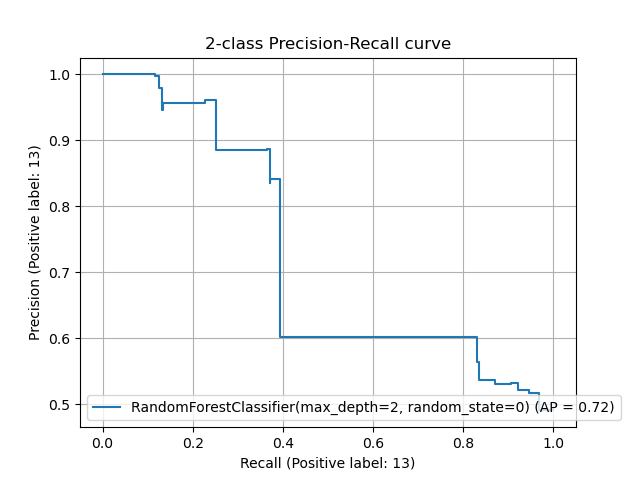 2-class Precision-Recall curve
Precision (Positive label: 13)
1.0
0.9
0.8
0.7
0.6
0.5
RandomForestClassifier(max_depth=2, random_state=0) (AP = 0.72)
0.0 0.2 0.4 0.6 0.8 1.0
Recall (Positive label: 13)